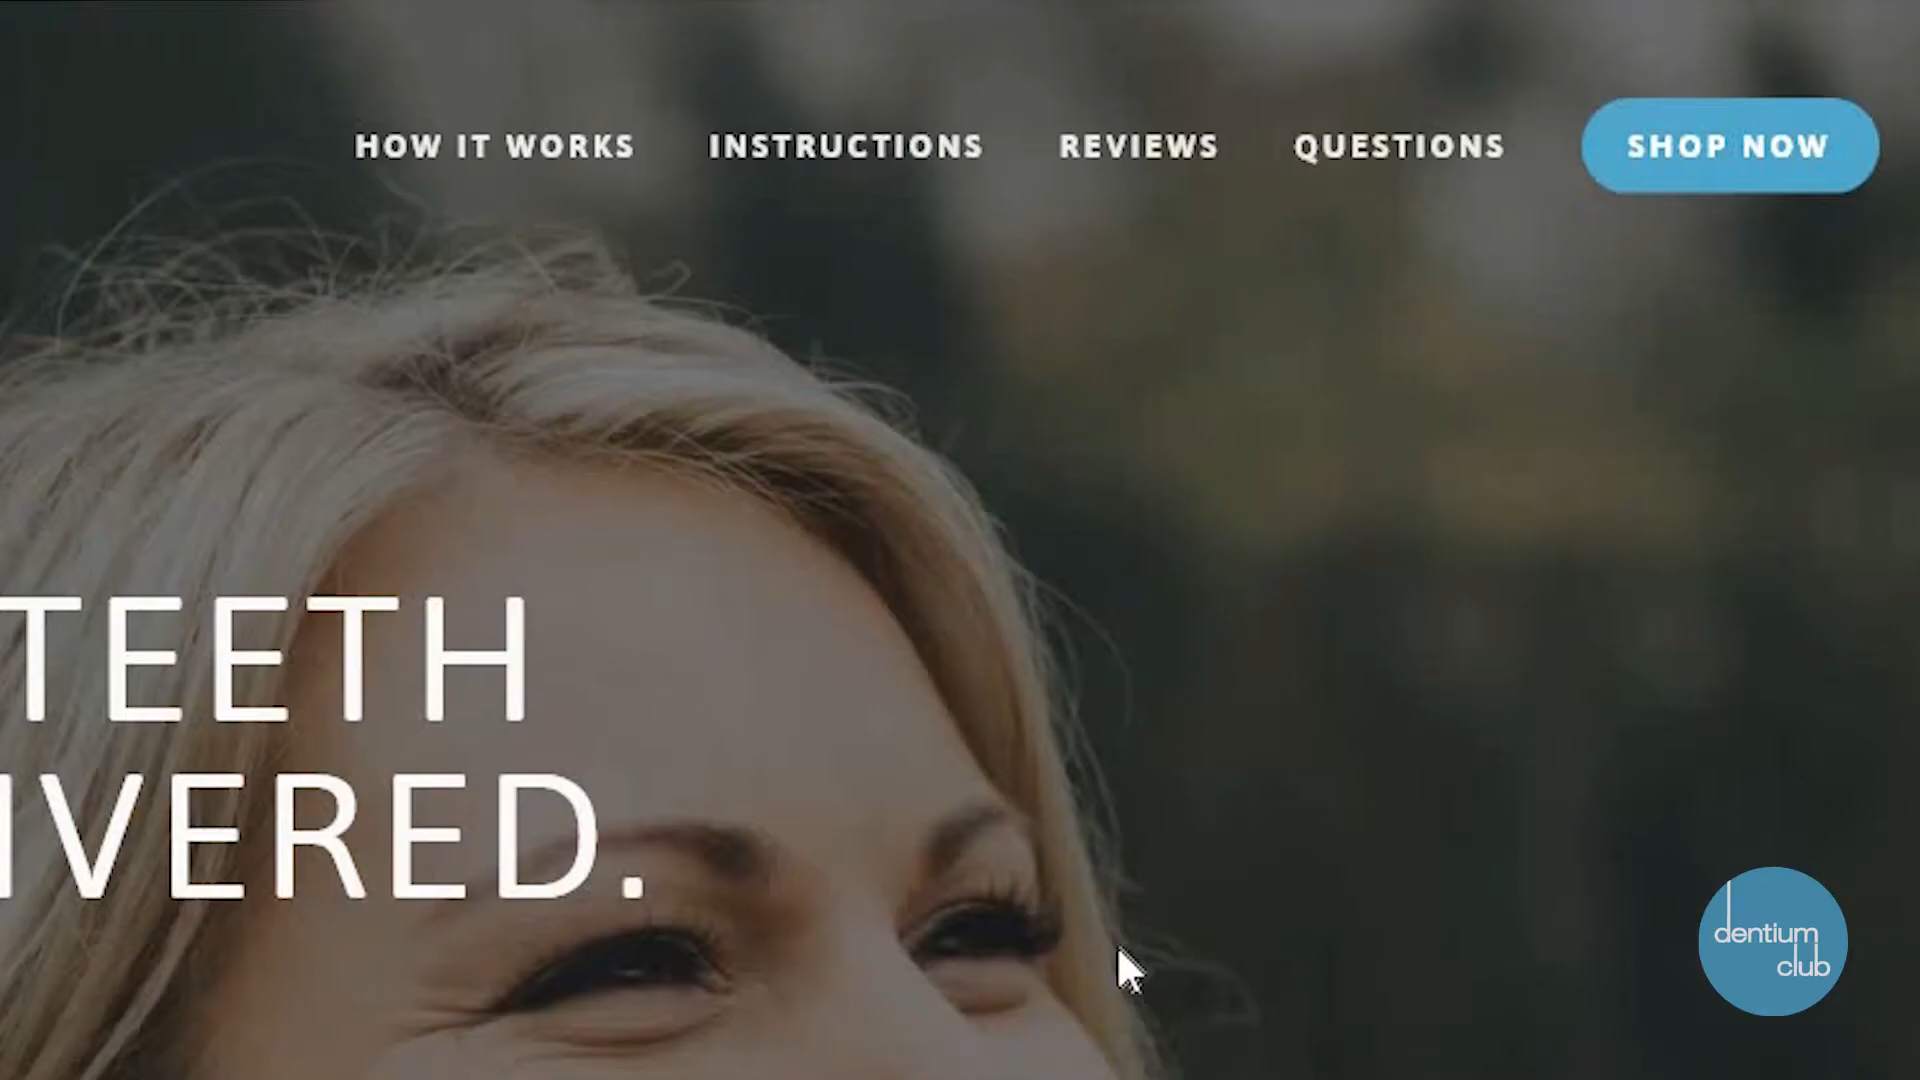 HOW IT WORKS INSTRUCTIONS REVIEWS QUESTIONS SHOP NOW
TEETH
IVERED.
dentium
club